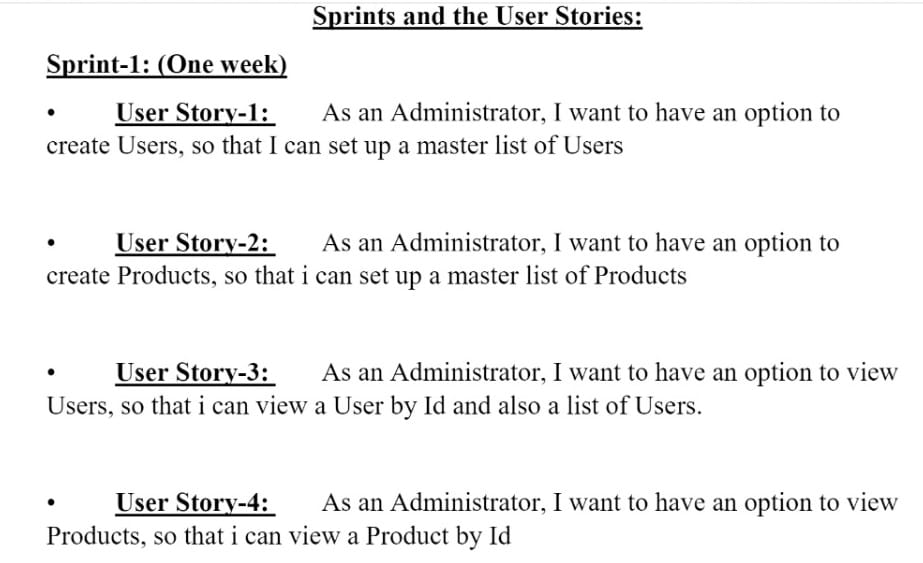 Sprints and the User Stories:
Sprint-1: (One week)
• User Story-1: As an Administrator, I want to have an option to
create Users, so that I can set up a master list of Users
• User Story-2: As an Administrator, I want to have an option to
create Products, so that i can set up a master list of Products
• User Story-3: As an Administrator, I want to have an option to view
Users, so that i can view a User by Id and also a list of Users.
• User Story-4: As an Administrator, I want to have an option to view
Products, so that i can view a Product by Id